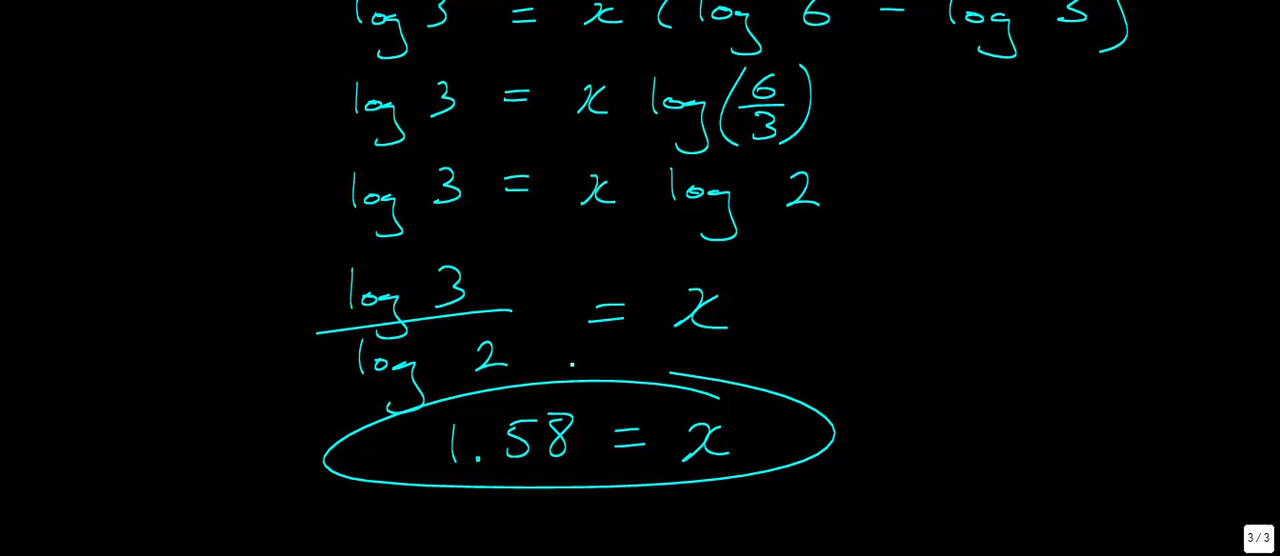 log 3 = x (log 6 - log 3)
log 3 = x log(6/3)
log 3 = x log 2
log 3 / log 2 = x
1.58 = x
3 / 3